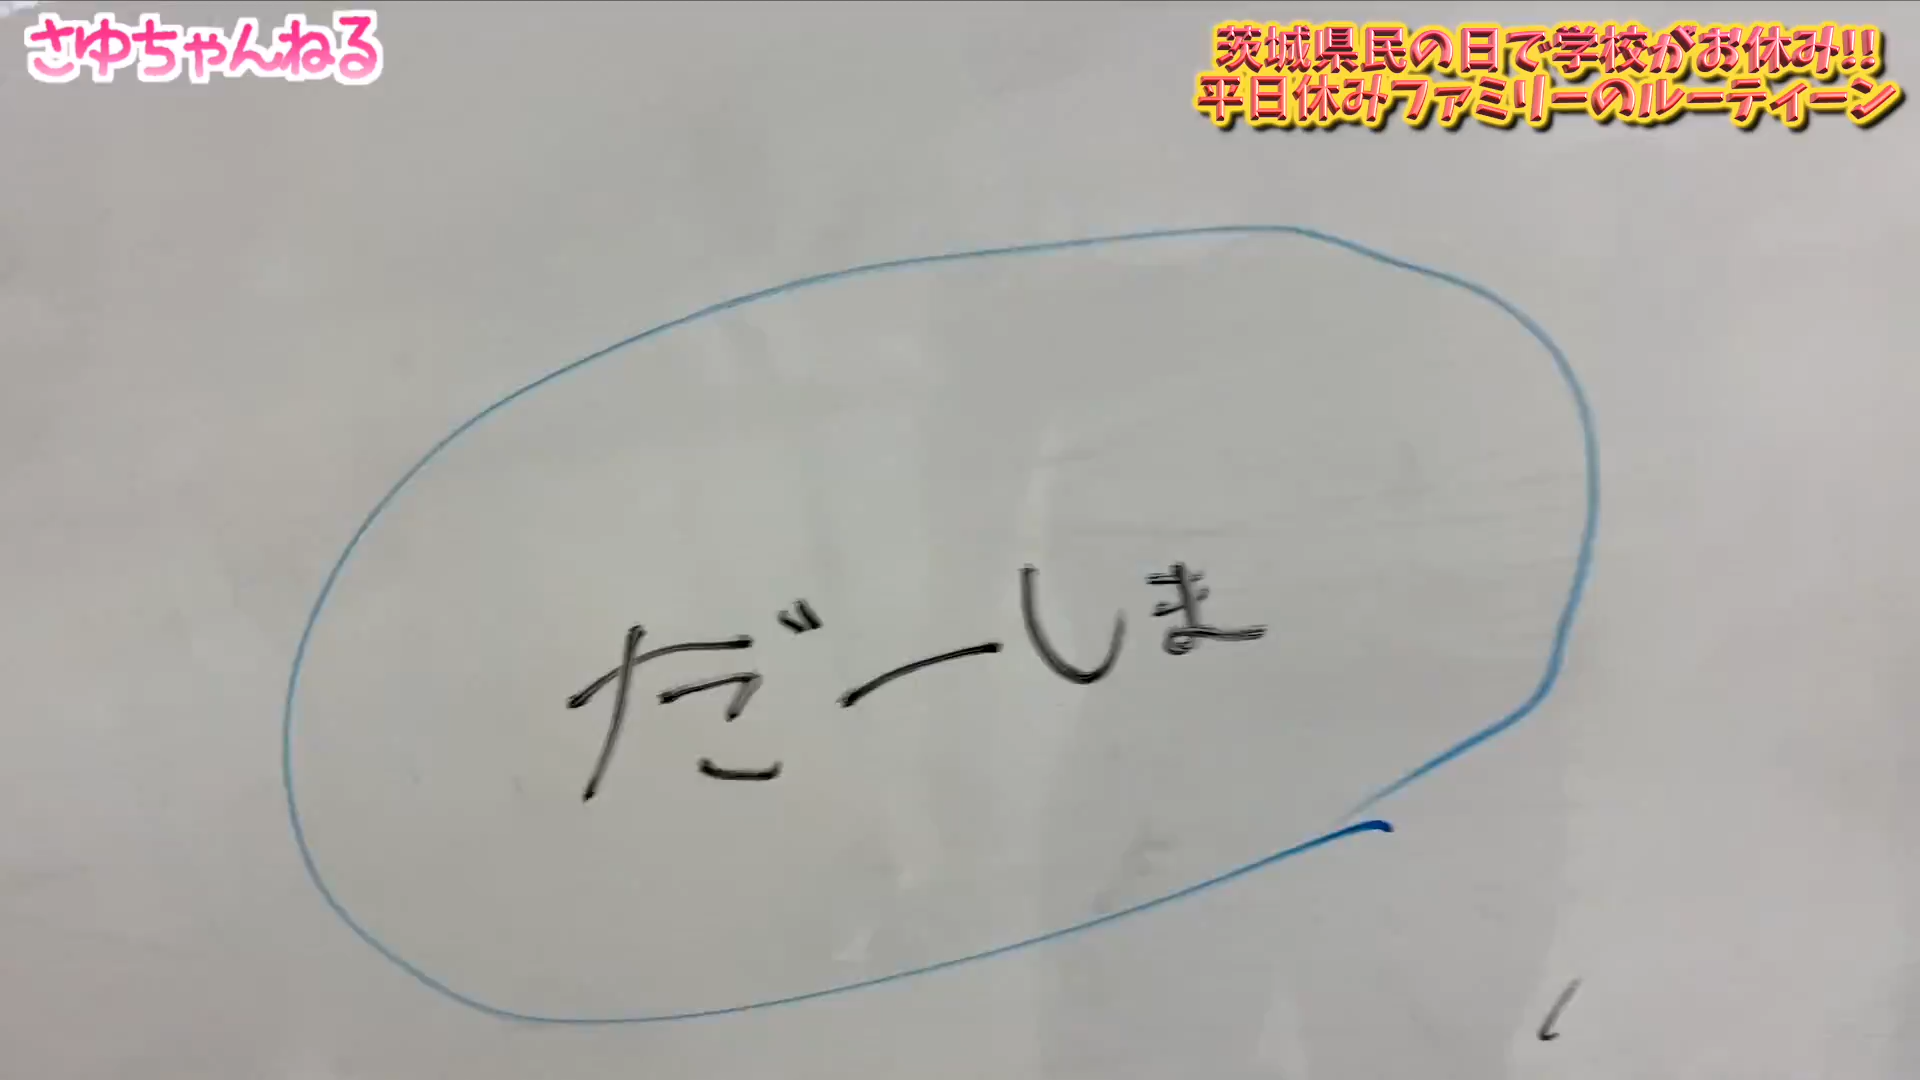 さゆちゃんねる
茨城県民の日で学校がお休み!!
平日休みファミリーのルーティーン
だーしま